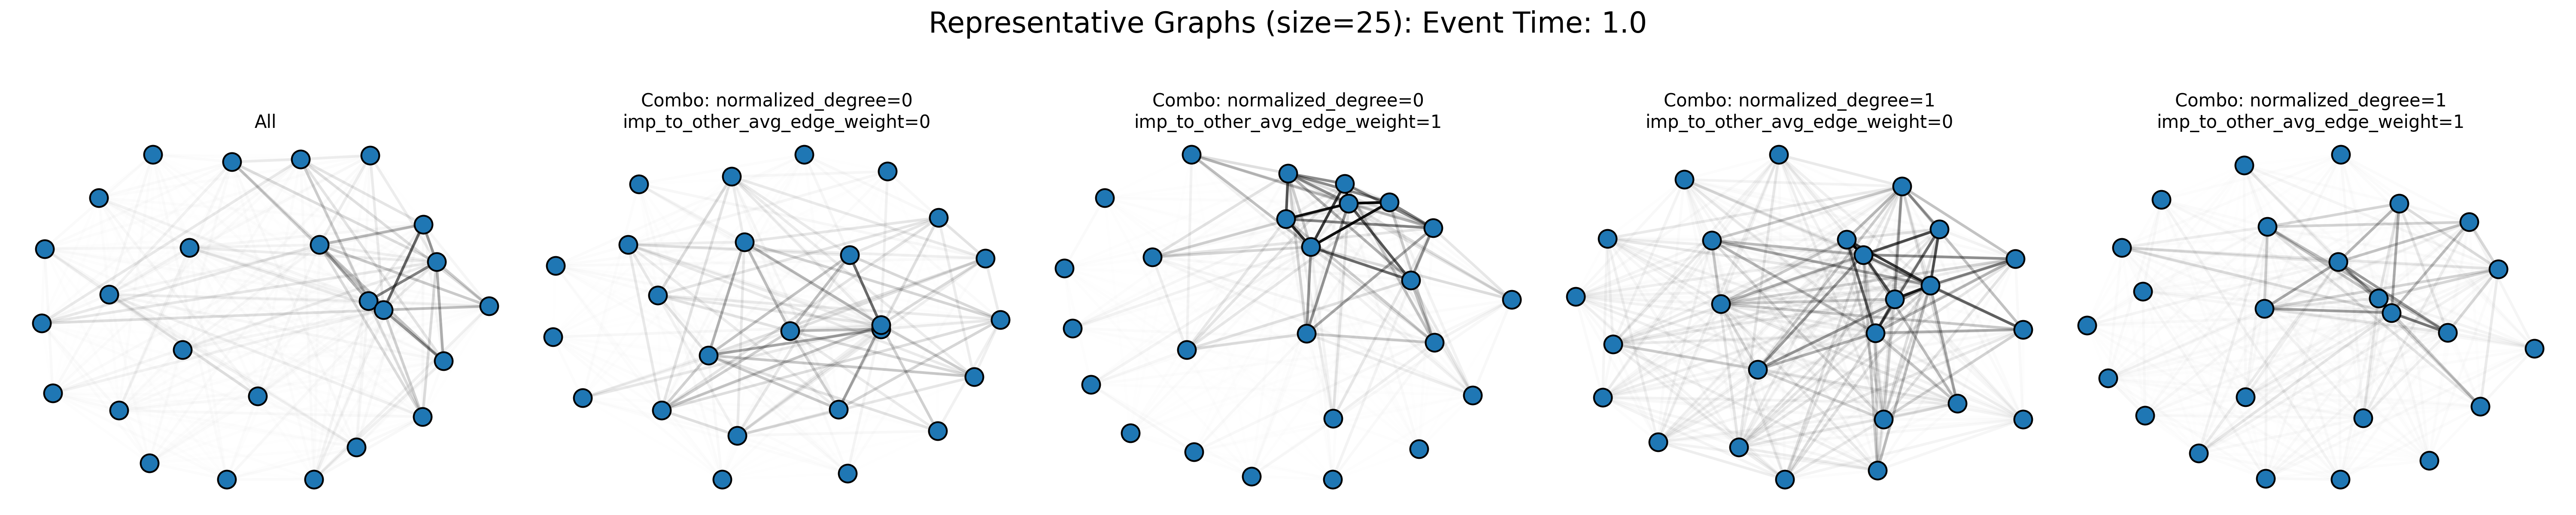 Representative Graphs (size=25): Event Time: 1.0
All
Combo: normalized_degree=0
imp_to_other_avg_edge_weight=0
Combo: normalized_degree=0
imp_to_other_avg_edge_weight=1
Combo: normalized_degree=1
imp_to_other_avg_edge_weight=0
Combo: normalized_degree=1
imp_to_other_avg_edge_weight=1